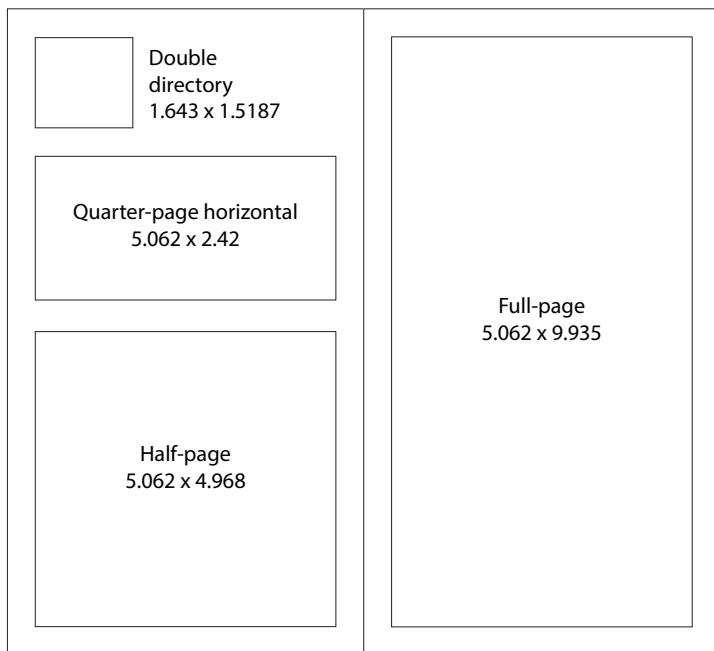 Double
directory
1.643 x 1.5187
Quarter-page horizontal
5.062 x 2.42
Half-page
5.062 x 4.968
Full-page
5.062 x 9.935